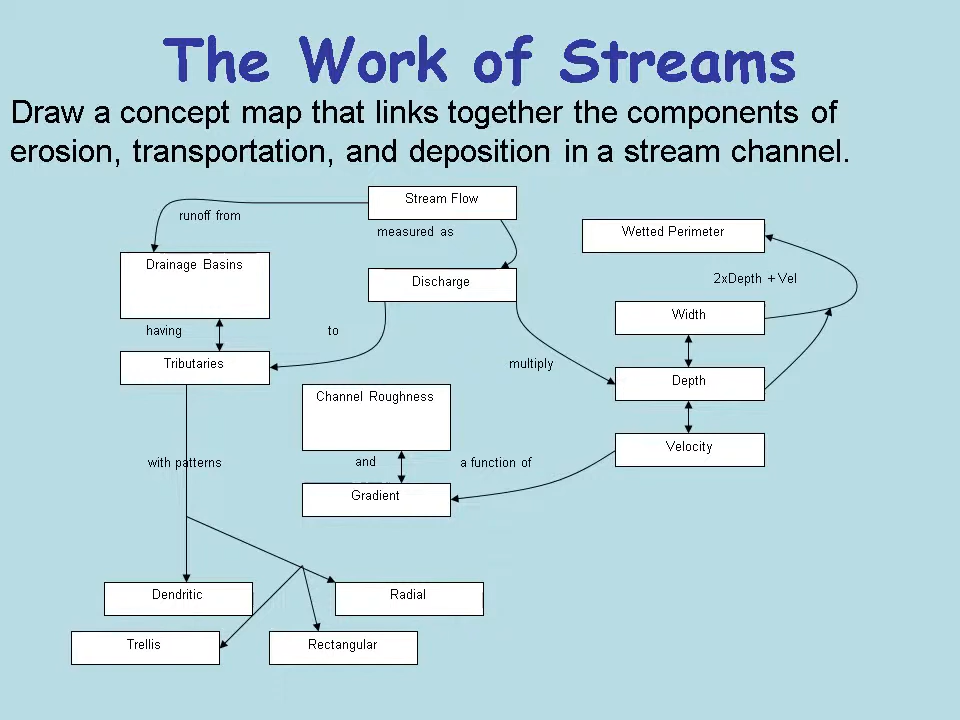 The Work of Streams
Draw a concept map that links together the components of
erosion, transportation, and deposition in a stream channel.
Stream Flow
runoff from
measured as
Wetted Perimeter
Drainage Basins
Discharge
2xDepth + Vel
Width
having
to
multiply
Tributaries
Depth
Channel Roughness
Velocity
with patterns
and
a function of
Gradient
Dendritic
Radial
Trellis
Rectangular